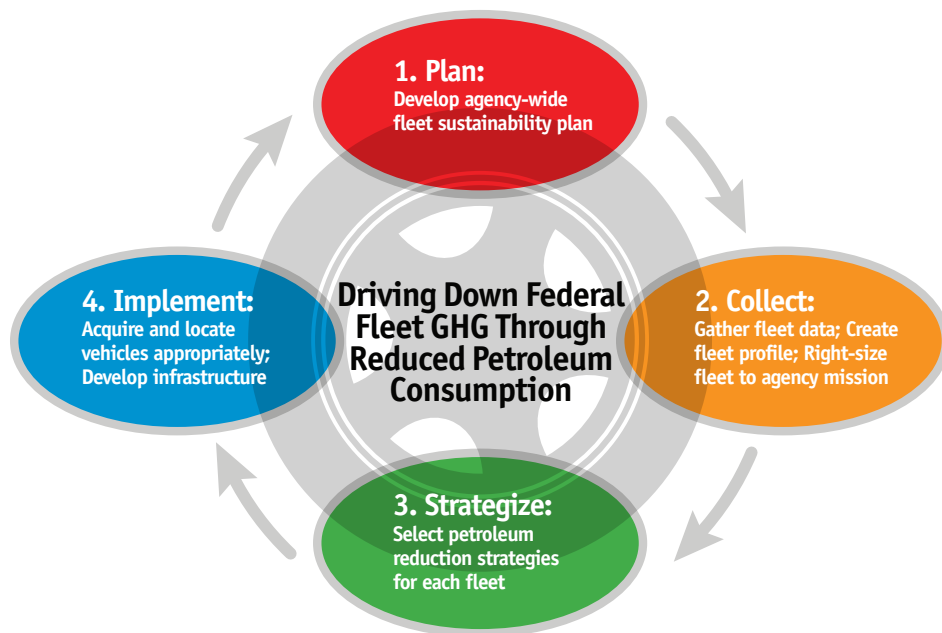 1. Plan:
Develop agency-wide
fleet sustainability plan
2. Collect:
Gather fleet data; Create
fleet profile; Right-size
fleet to agency mission
3. Strategize:
Select petroleum
reduction strategies
for each fleet
4. Implement:
Acquire and locate
vehicles appropriately;
Develop infrastructure
Driving Down Federal
Fleet GHG Through
Reduced Petroleum
Consumption